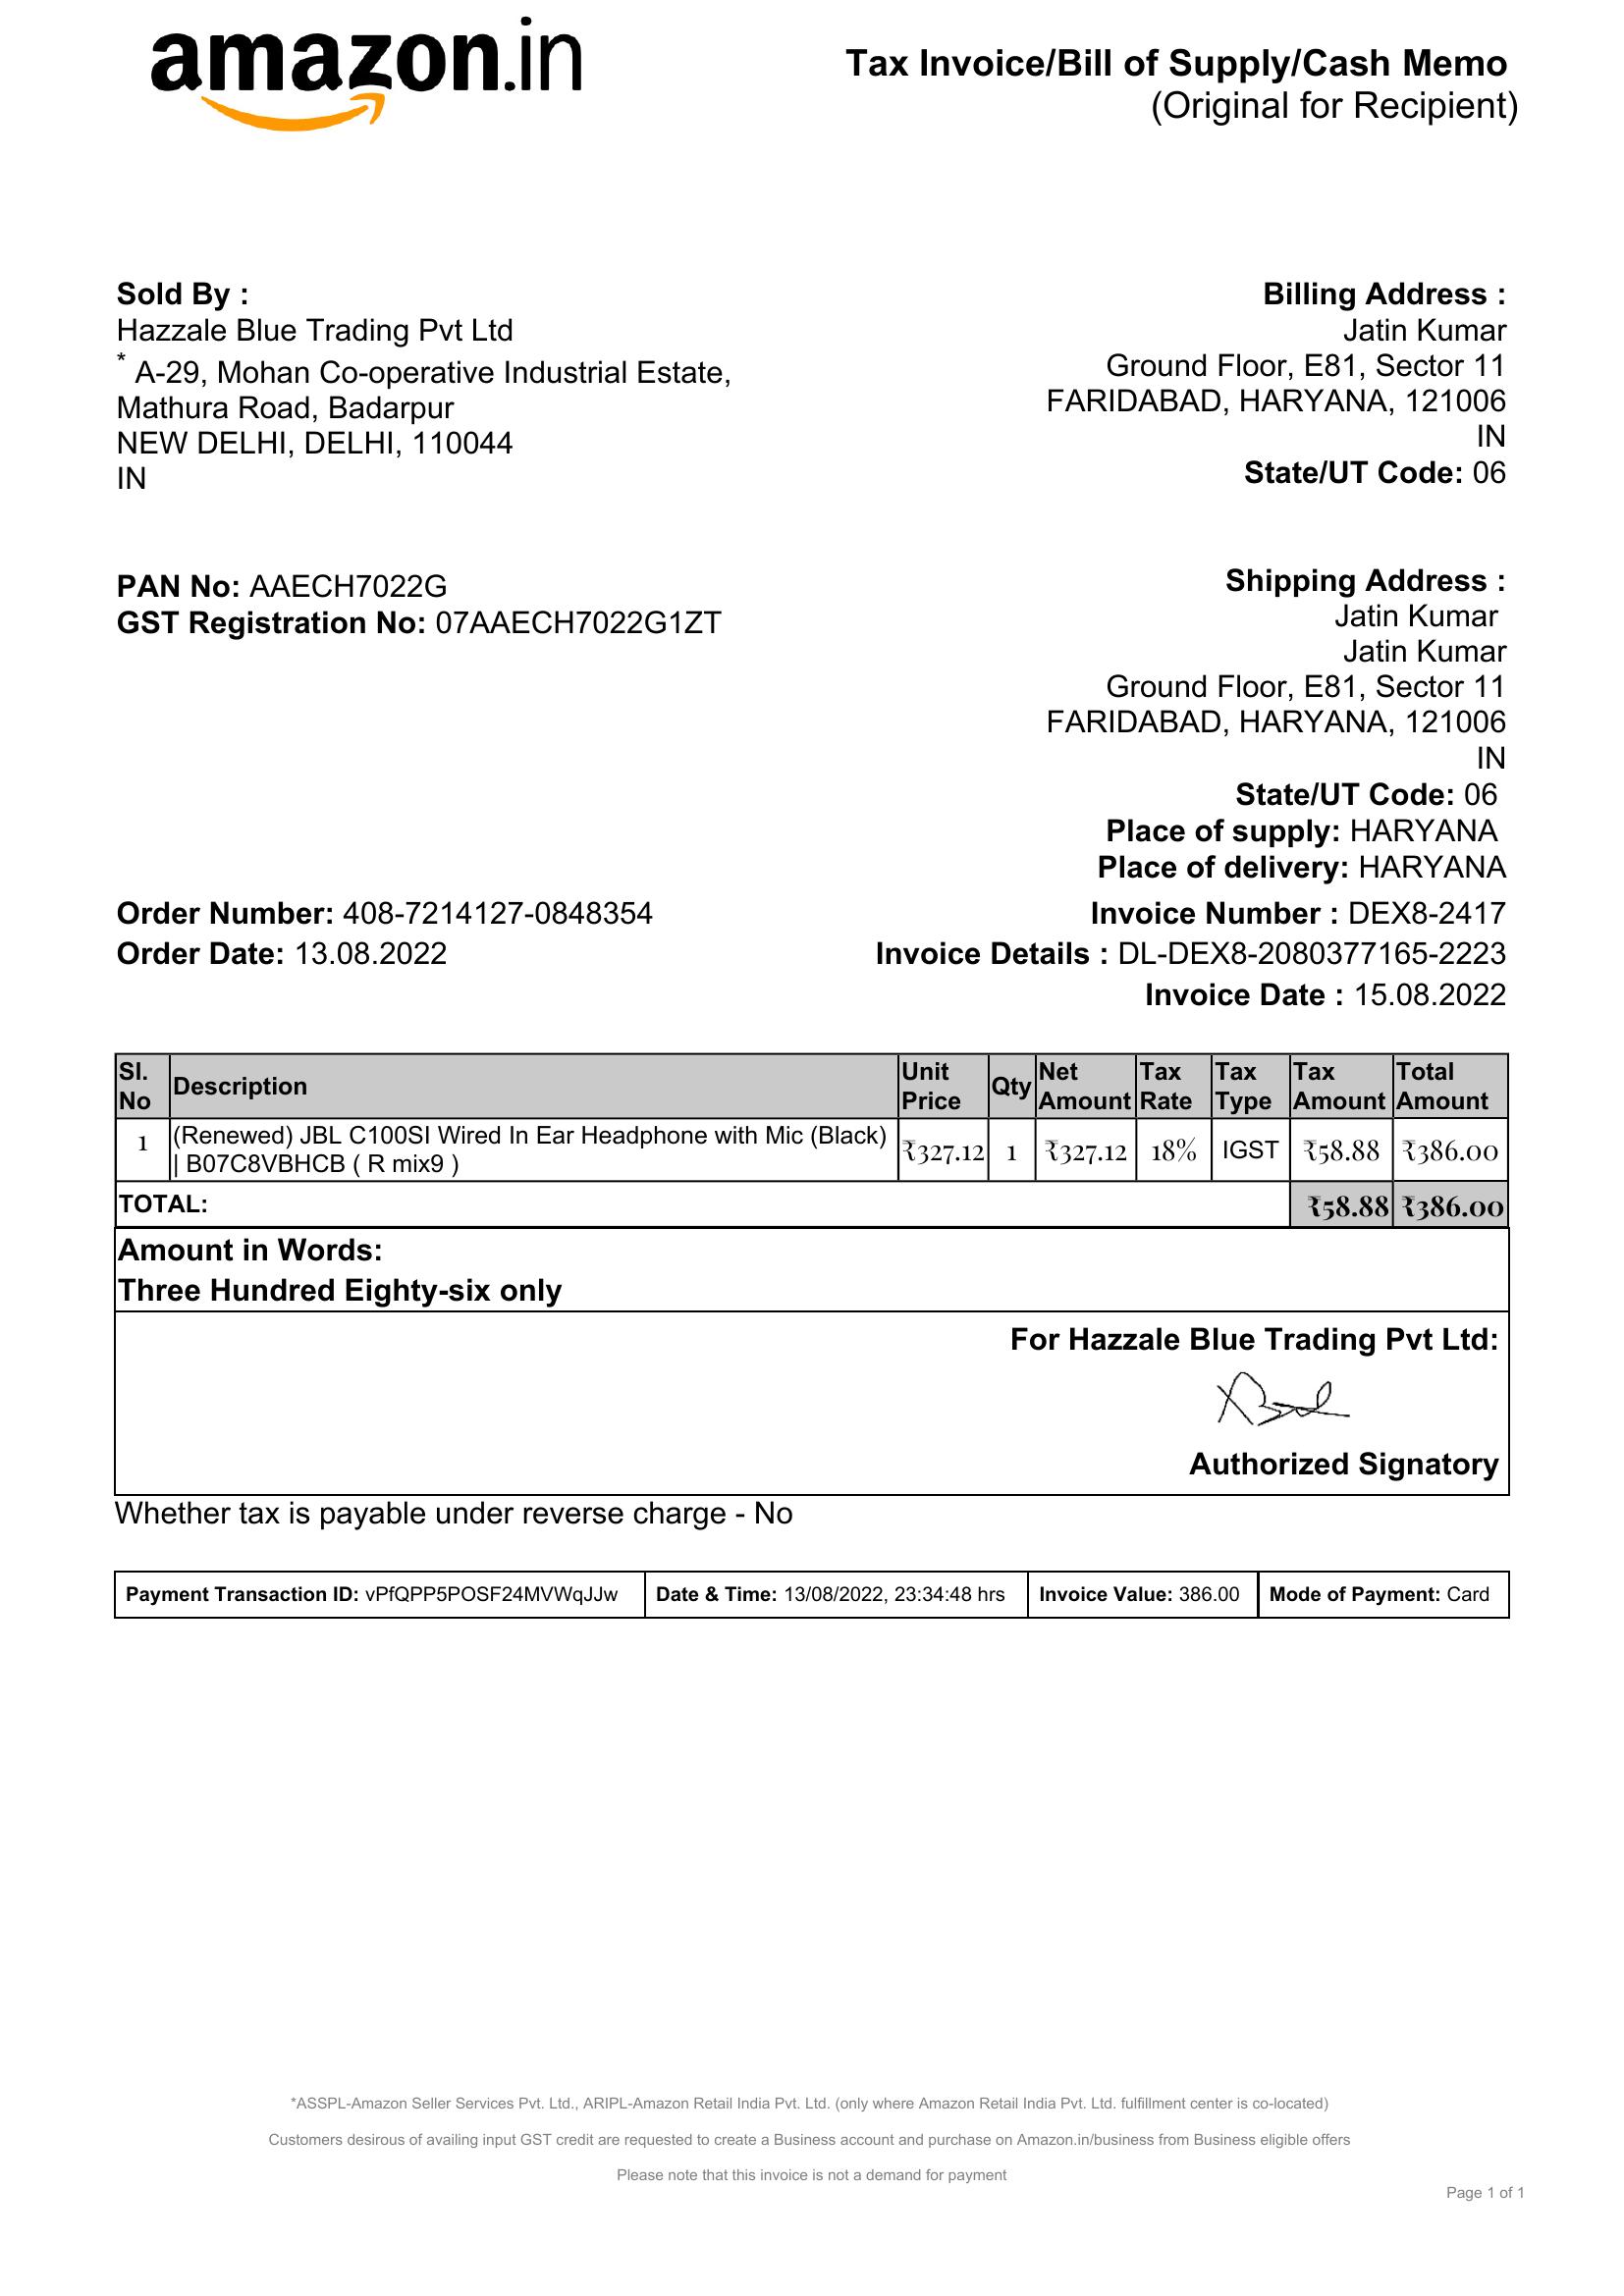 amazon.in
Tax Invoice/Bill of Supply/Cash Memo
(Original for Recipient)
Sold By :
Hazzale Blue Trading Pvt Ltd
* A-29, Mohan Co-operative Industrial Estate,
Mathura Road, Badarpur
NEW DELHI, DELHI, 110044
IN
Billing Address :
Jatin Kumar
Ground Floor, E81, Sector 11
FARIDABAD, HARYANA, 121006
IN
State/UT Code: 06
PAN No: AAECH7022G
GST Registration No: 07AAECH7022G1ZT
Shipping Address :
Jatin Kumar
Jatin Kumar
Ground Floor, E81, Sector 11
FARIDABAD, HARYANA, 121006
IN
State/UT Code: 06
Place of supply: HARYANA
Place of delivery: HARYANA
Order Number: 408-7214127-0848354
Order Date: 13.08.2022
Invoice Number : DEX8-2417
Invoice Details : DL-DEX8-2080377165-2223
Invoice Date : 15.08.2022
Sl. No Description Unit Price Qty Net Amount Tax Rate Tax Type Tax Amount Total Amount
1 (Renewed) JBL C100SI Wired In Ear Headphone with Mic (Black)
| B07C8VBHCB ( R mix9 ) ₹327.12 1 ₹327.12 18% IGST ₹58.88 ₹386.00
TOTAL: ₹58.88 ₹386.00
Amount in Words:
Three Hundred Eighty-six only
For Hazzale Blue Trading Pvt Ltd:
Authorized Signatory
Whether tax is payable under reverse charge - No
Payment Transaction ID: vPfQPP5POSF24MVWqJJw Date & Time: 13/08/2022, 23:34:48 hrs Invoice Value: 386.00 Mode of Payment: Card
*ASSPL-Amazon Seller Services Pvt. Ltd., ARIPL-Amazon Retail India Pvt. Ltd. (only where Amazon Retail India Pvt. Ltd. fulfillment center is co-located)
Customers desirous of availing input GST credit are requested to create a Business account and purchase on Amazon.in/business from Business eligible offers
Please note that this invoice is not a demand for payment
Page 1 of 1